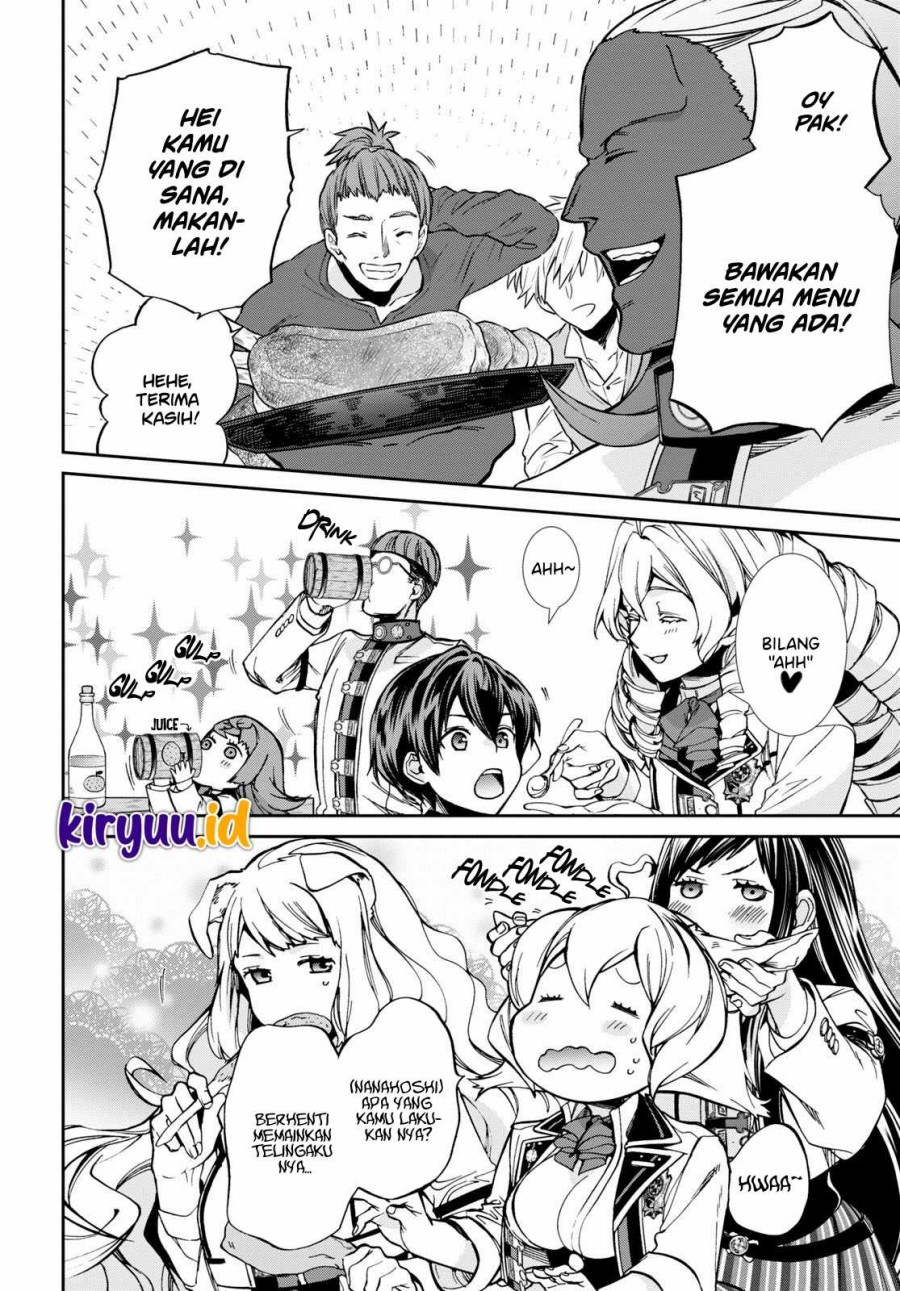 OY
PAK!
BAWAKAN
SEMUA MENU
YANG ADA!
HEI
KAMU
YANG DI
SANA,
MAKAN-
LAH!
HEHE,
TERIMA
KASIH!
BILANG
"AHH"
♥
AHH~
DRINK
GULP
GULP
GULP
JUICE
kiryuu.id
FONDLE
FONDLE
FONDLE
(NANAHOSHI)
APA YANG
KAMU LAKU-
KAN NYA?
BERHENTI
MEMAINKAN
TELINGAKU
NYA...
HWAA~